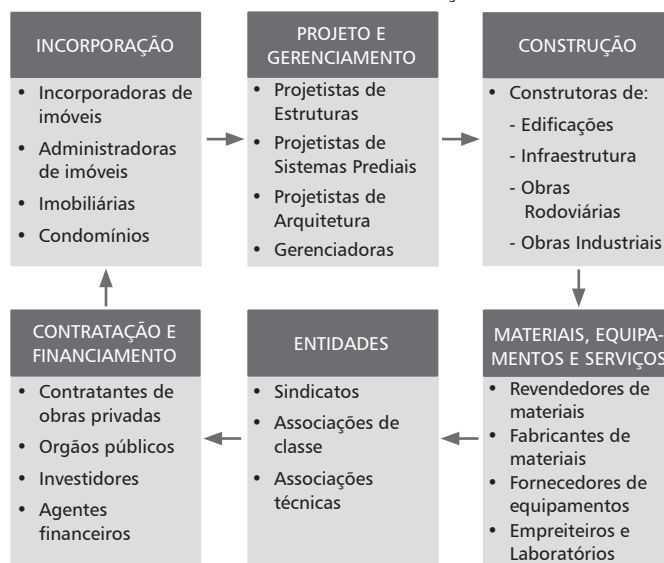 INCORPORAÇÃO
• Incorporadoras de
imóveis
• Administradoras
de imóveis
• Imobiliárias
• Condomínios
PROJETO E
GERENCIAMENTO
• Projetistas de
Estruturas
• Projetistas de
Sistemas Prediais
• Projetistas de
Arquitetura
• Gerenciadoras
CONSTRUÇÃO
• Construtoras de:
- Edificações
- Infraestrutura
- Obras
Rodoviárias
- Obras Industriais
MATERIAIS, EQUIPA-
MENTOS E SERVIÇOS
• Revendedores de
materiais
• Fabricantes de
materiais
• Fornecedores de
equipamentos
• Empreiteiros e
Laboratórios
ENTIDADES
• Sindicatos
• Associações de
classe
• Associações
técnicas
CONTRATAÇÃO E
FINANCIAMENTO
• Contratantes de
obras privadas
• Orgãos públicos
• Investidores
• Agentes
financeiros